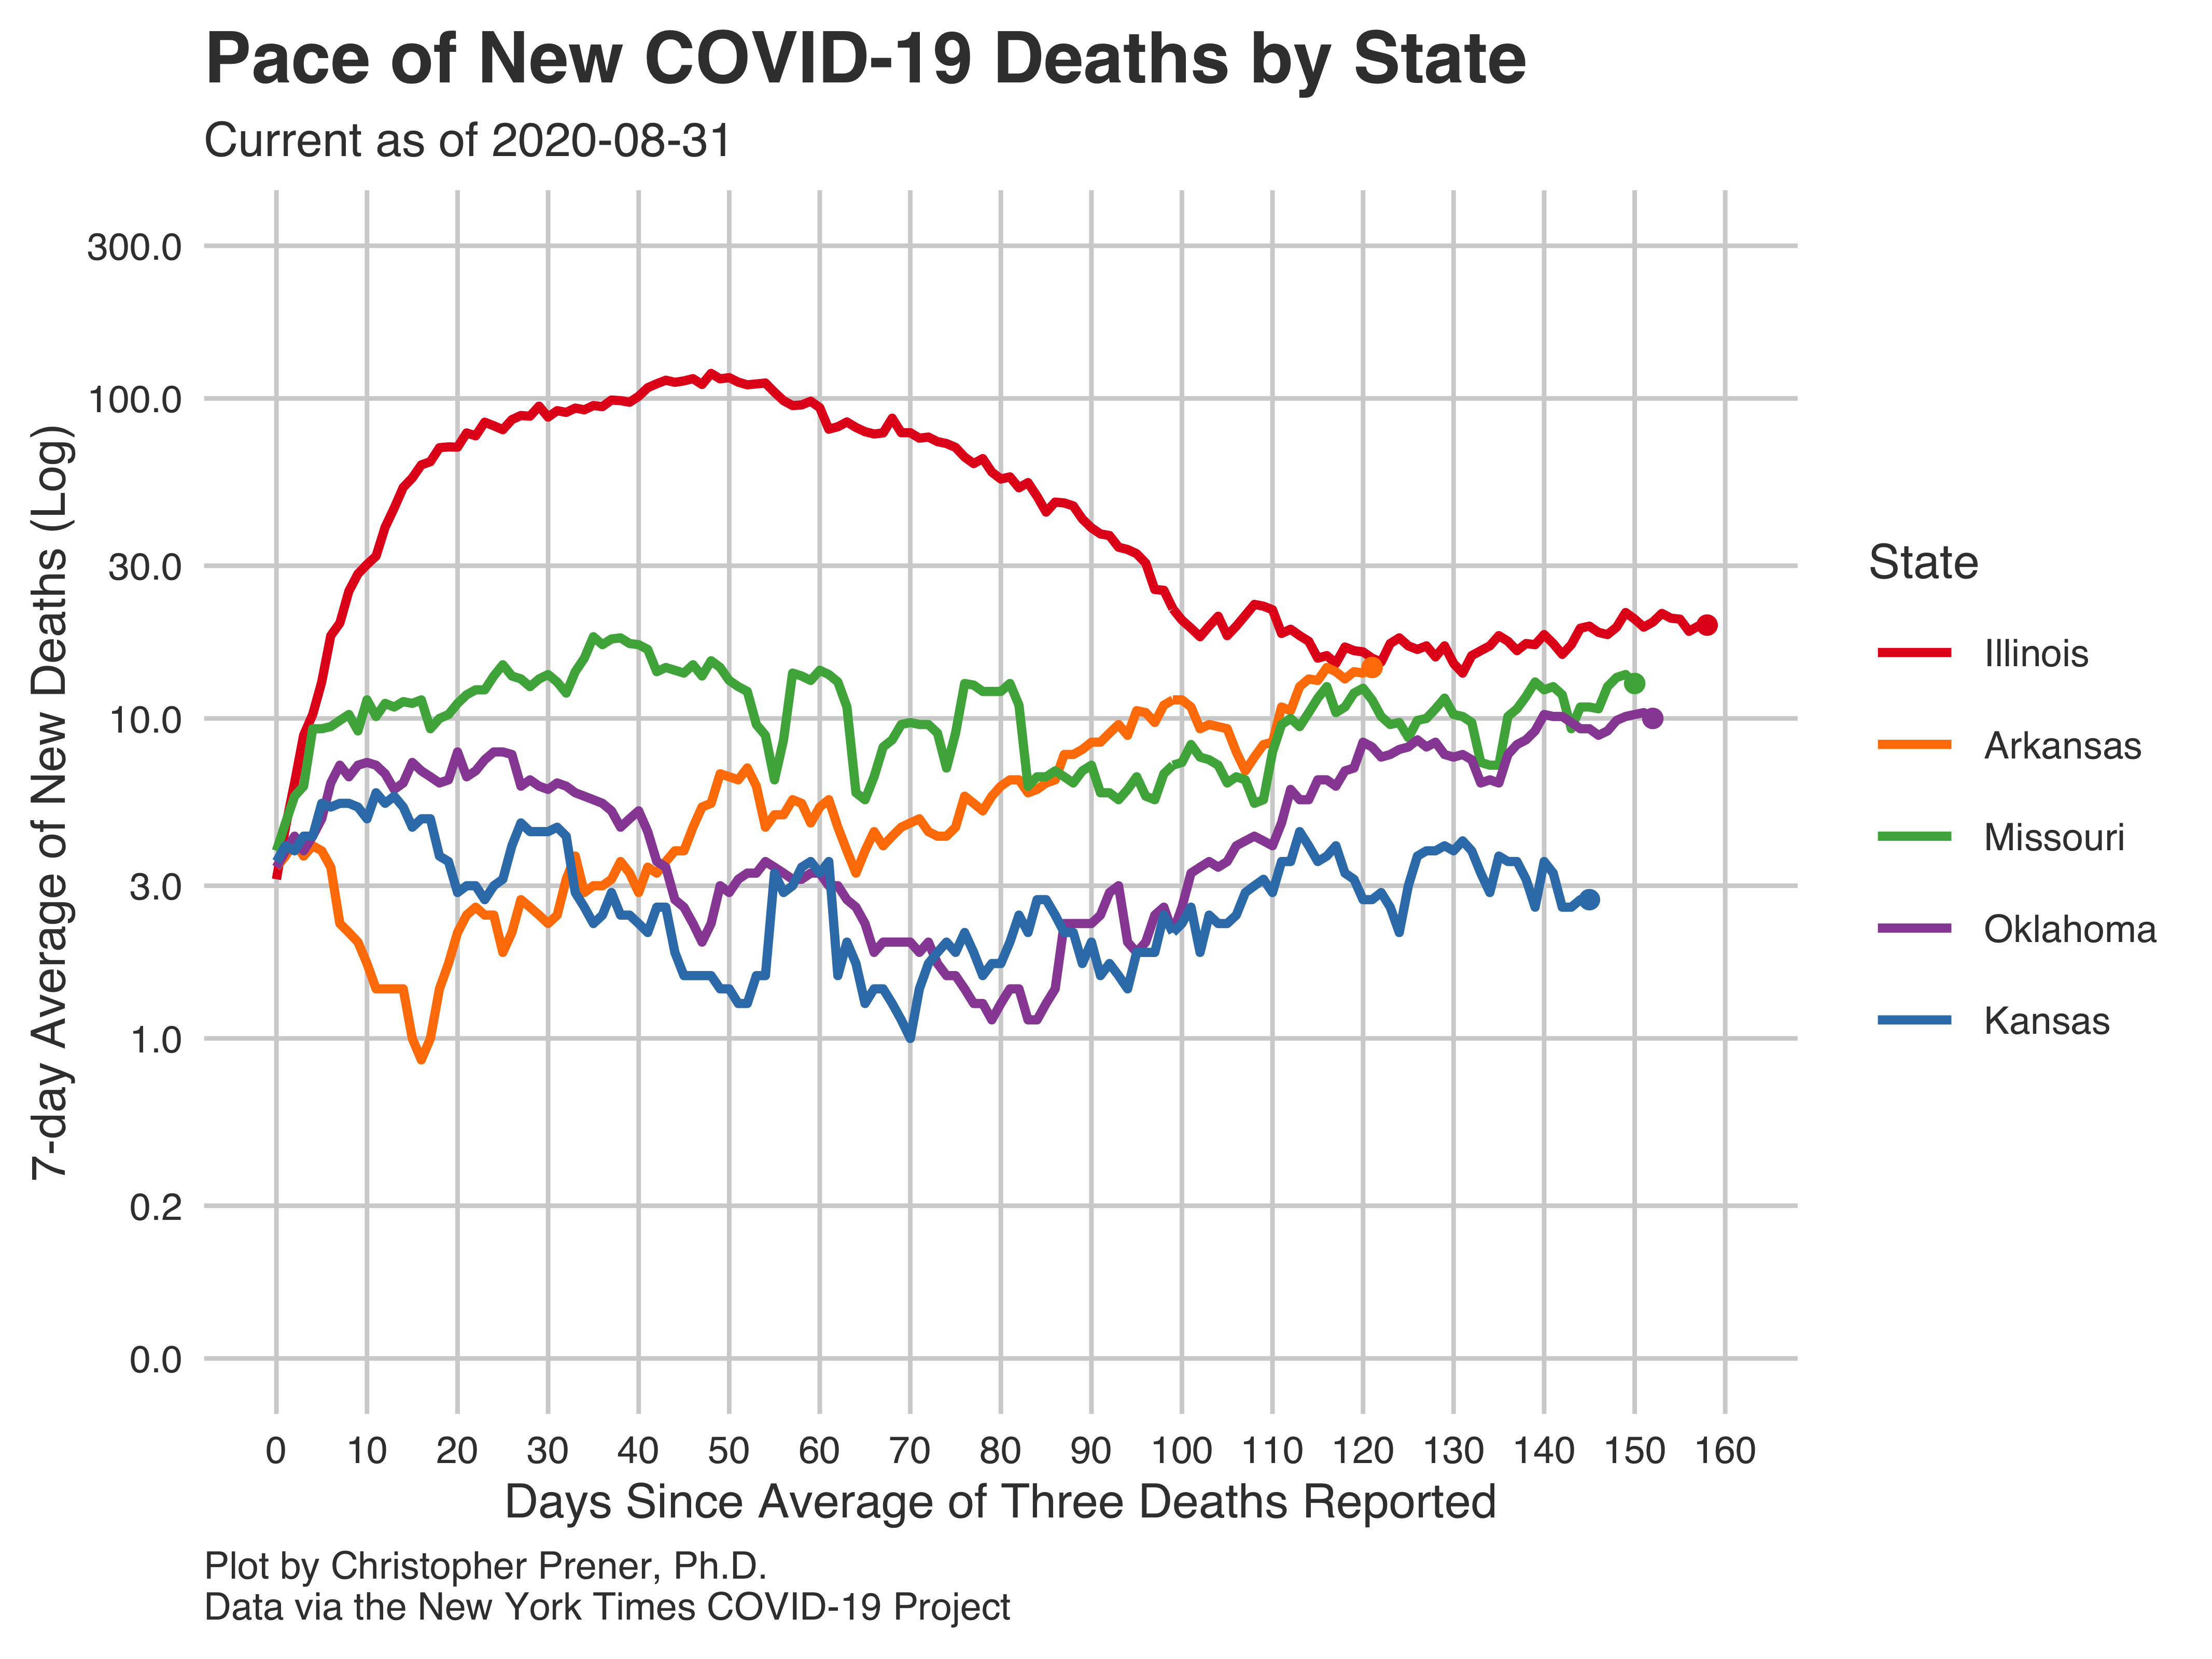 Pace of New COVID-19 Deaths by State
Current as of 2020-08-31
7-day Average of New Deaths (Log)
300.0
100.0
30.0
10.0
3.0
1.0
0.2
0.0
0 10 20 30 40 50 60 70 80 90 100 110 120 130 140 150 160
Days Since Average of Three Deaths Reported
State
Illinois
Arkansas
Missouri
Oklahoma
Kansas
Plot by Christopher Prener, Ph.D.
Data via the New York Times COVID-19 Project